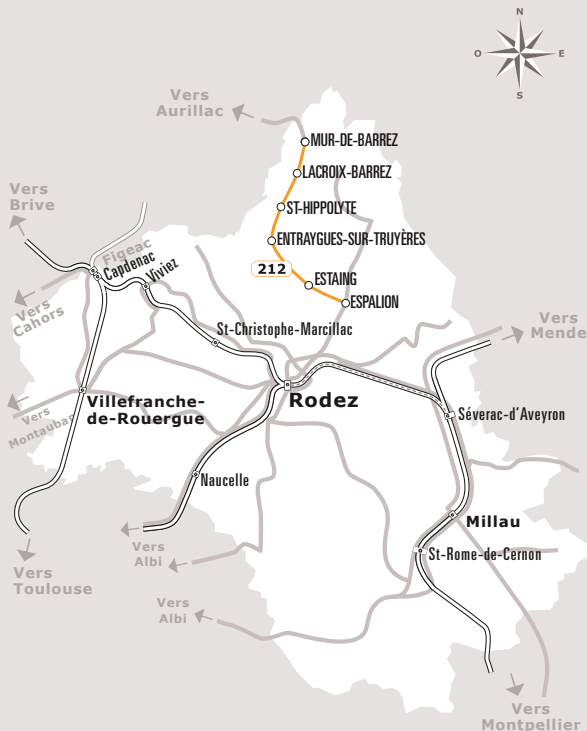 N
O
E
S
Vers
Aurillac
MUR-DE-BARREZ
LACROIX-BARREZ
Vers
Brive
ST-HIPPOLYTE
ENTRAYGUES-SUR-TRUYÈRES
Figeac
Capdenac
212
Viviez
ESTAING
Vers
Cahors
ESPALION
Vers
Mende
St-Christophe-Marcillac
Villefranche-
de-Rouergue
Rodez
Vers
Montauban
Séverac-d'Aveyron
Naucelle
Millau
Vers
Albi
St-Rome-de-Cernon
Vers
Toulouse
Vers
Albi
Vers
Montpellier